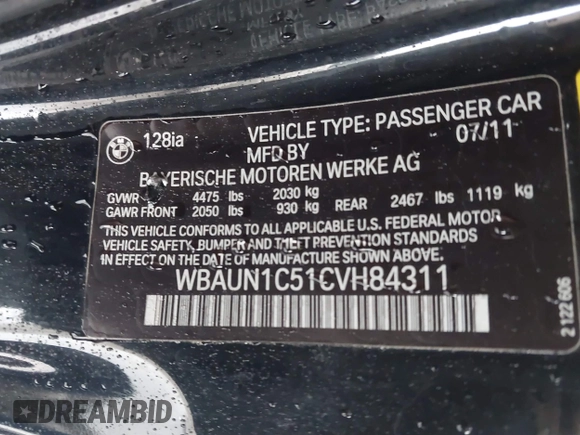 128ia
VEHICLE TYPE: PASSENGER CAR
MFD BY 07/11
BAYERISCHE MOTOREN WERKE AG
GVWR 4475 lbs 2030 kg
GAWR FRONT 2050 lbs 930 kg REAR 2467 lbs 1119 kg
THIS VEHICLE CONFORMS TO ALL APPLICABLE U.S. FEDERAL MOTOR
VEHICLE SAFETY, BUMPER AND THEFT PREVENTION STANDARDS
IN EFFECT ON THE DATE OF MANUFACTURE SHOWN ABOVE.
WBAUN1C51CVH84311
2 122 606
DREAMBID